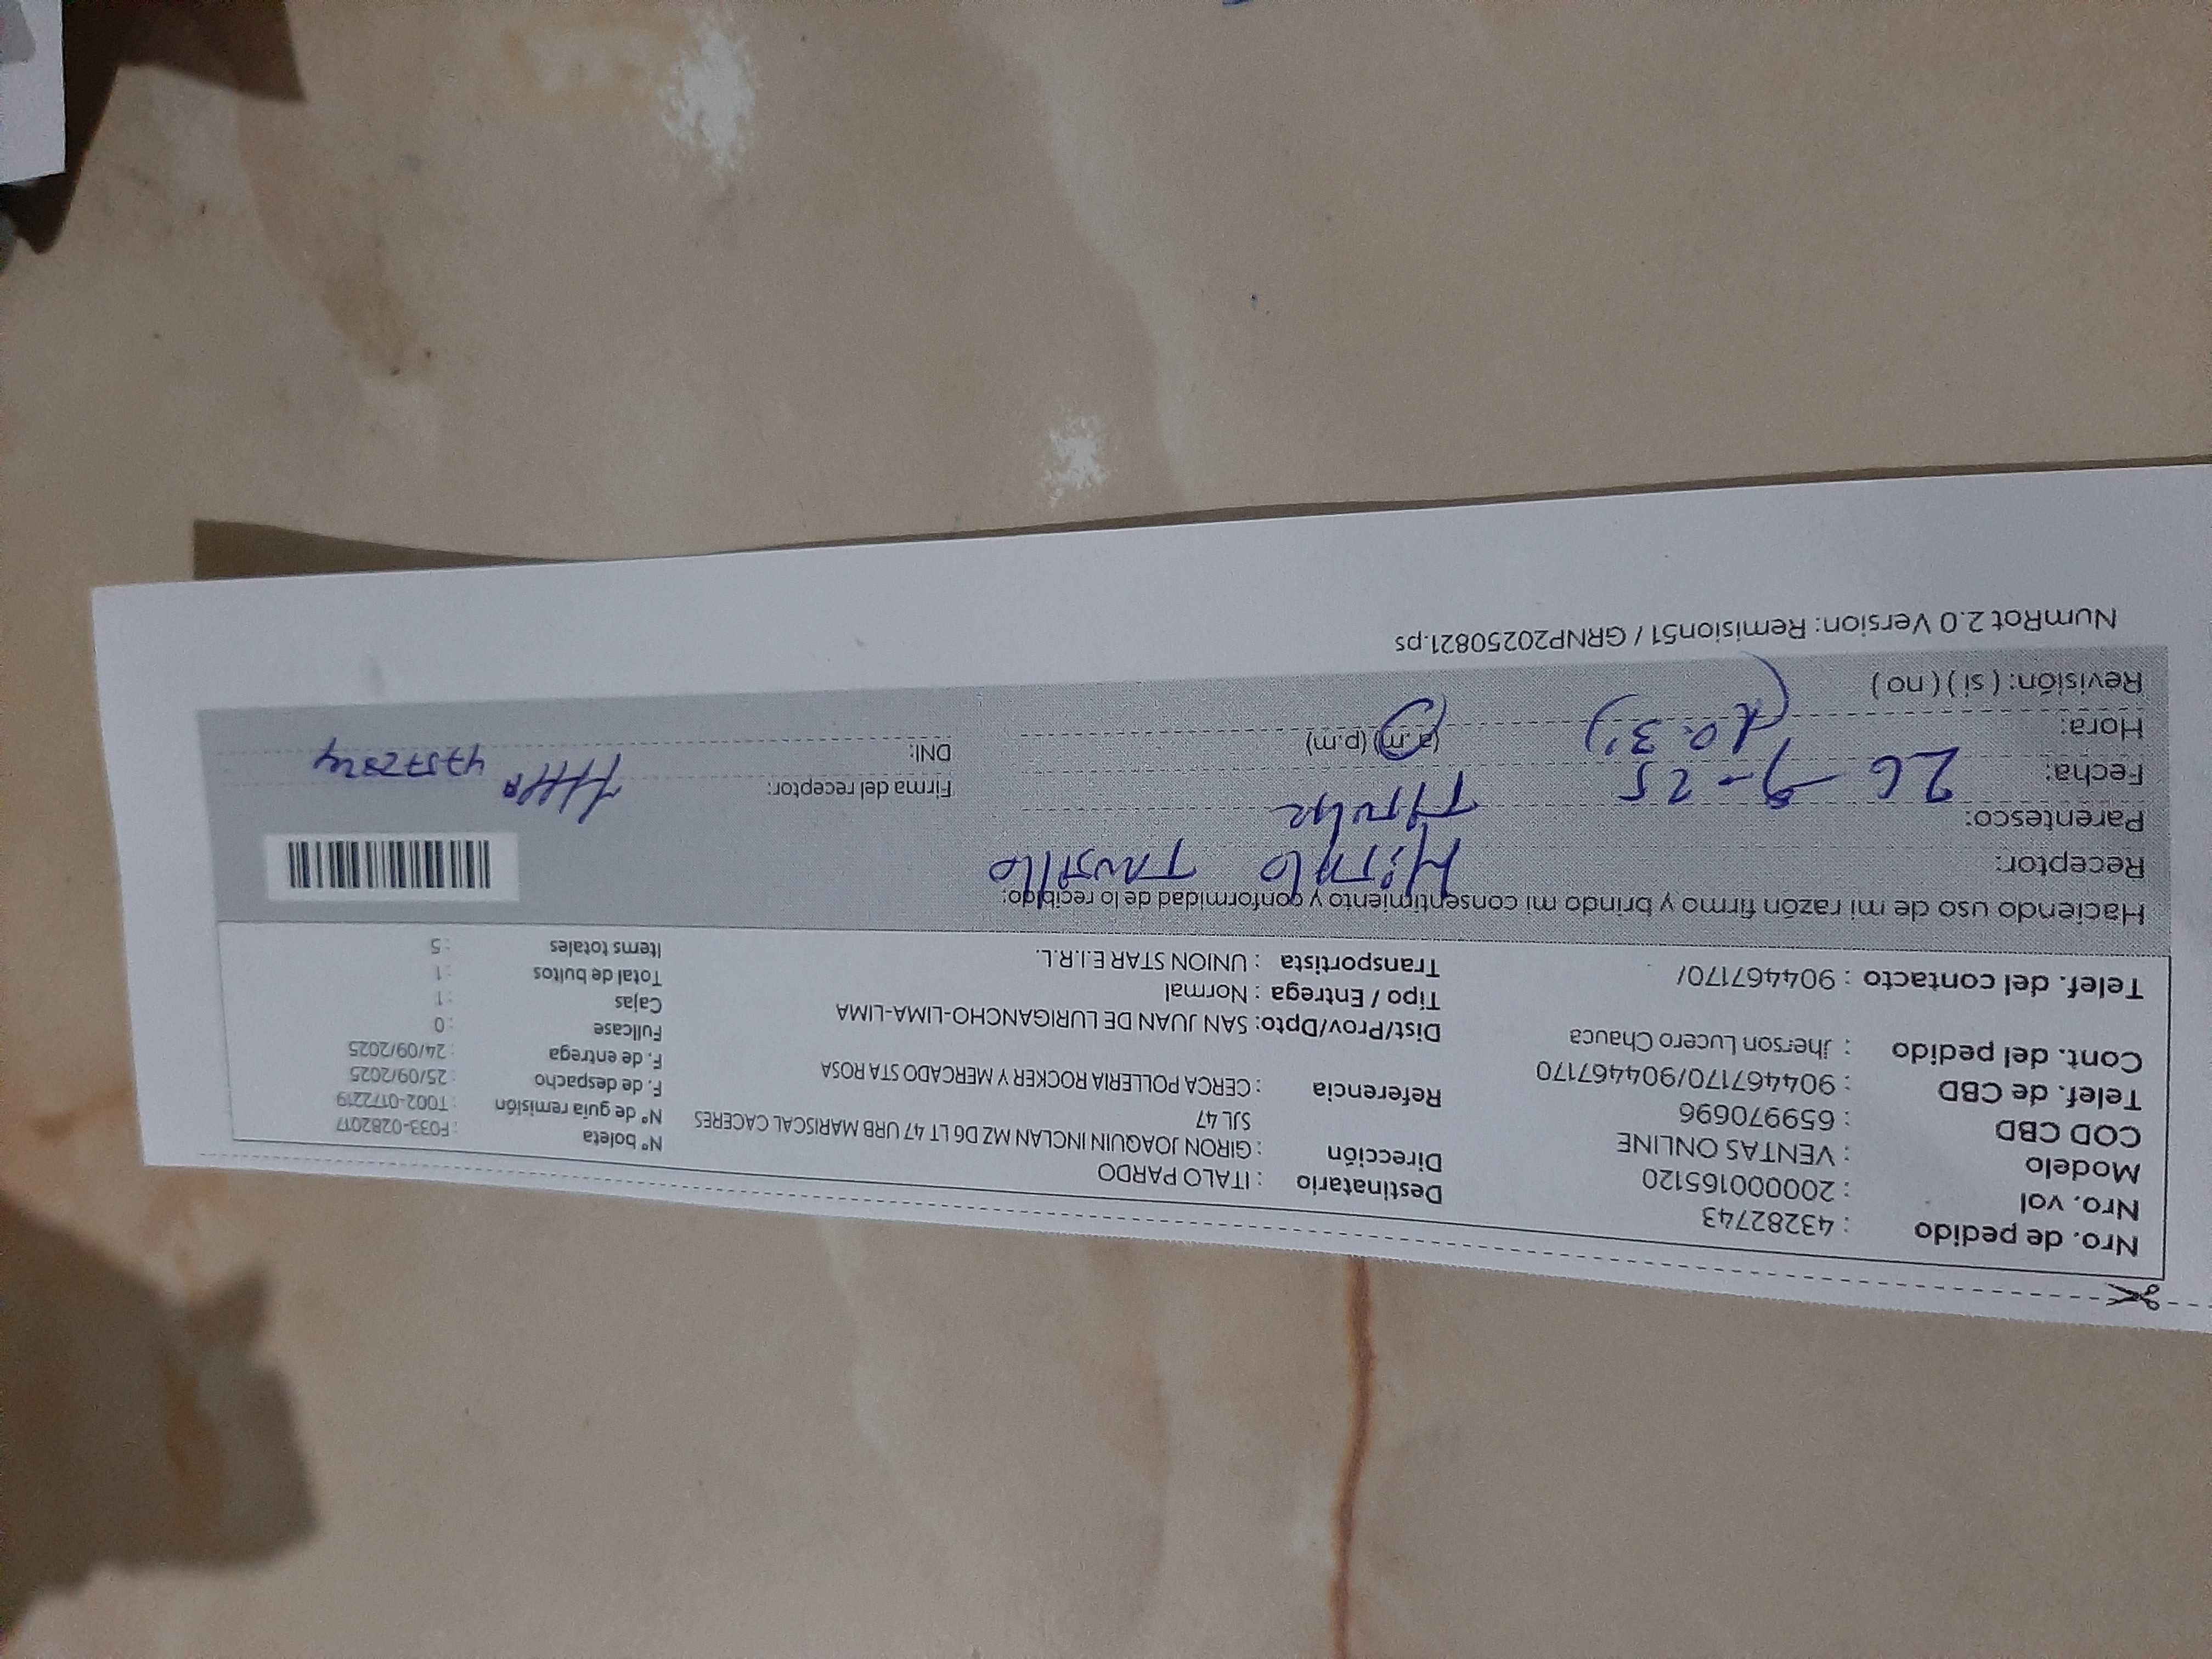 Nro. de pedido : 43282743
Nro. vol : 200000165120
Modelo : VENTAS ONLINE
COD CBD : 659970696
Telef. de CBD : 904467170/904467170
Cont. del pedido : Jherson Lucero Chauca
Telef. del contacto : 904467170/
Destinatario : ITALO PARDO
Dirección : GIRON JOAQUIN INCLAN MZ D6 LT 47 URB MARISCAL CACERES
SJL 47
Referencia : CERCA POLLERIA ROCKER Y MERCADO STA ROSA
Dist/Prov/Dpto: SAN JUAN DE LURIGANCHO-LIMA-LIMA
Tipo / Entrega : Normal
Transportista : UNION STAR E.I.R.L.
N° boleta : F033-0282017
N° de guia remisión : T002-0172219
F. de despacho : 25/09/2025
F. de entrega : 24/09/2025
Fullcase : 0
Cajas : 1
Total de bultos : 1
Items totales : 5
Haciendo uso de mi razón firmo y brindo mi consentimiento y conformidad de lo recibido:
Receptor:
Parentesco: Titular
Fecha: 26-9-25
Hora: (a.m) (p.m)
Revisión: ( si ) ( no )
Firma del receptor:
DNI:
NumRot 2.0 Version: Remision51 / GRNP20250821.ps